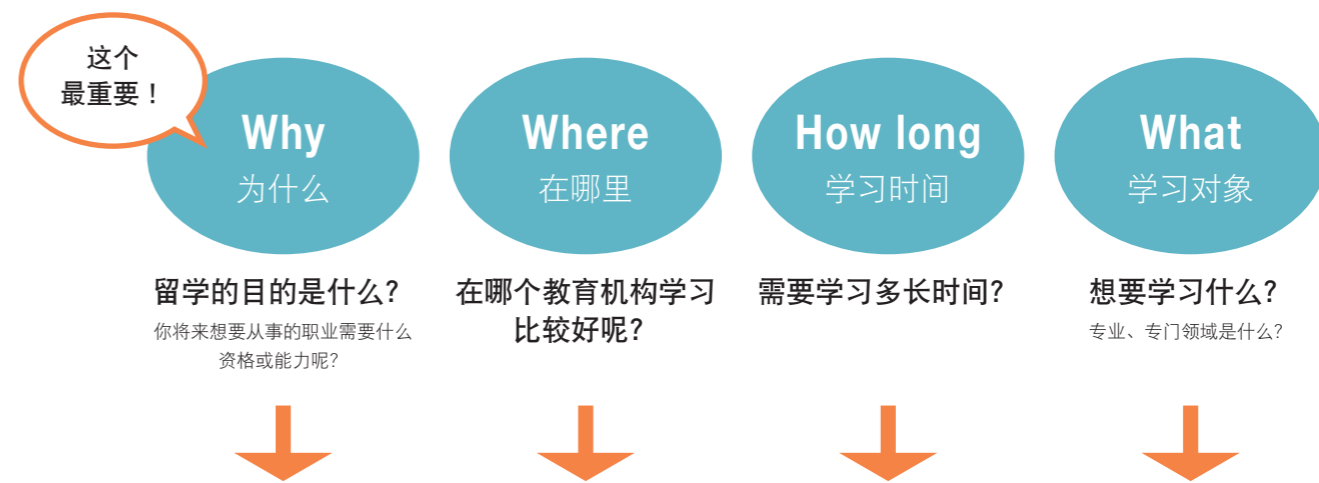 这个
最重要！
Why
为什么
留学的目的是什么？
你将来想要从事的职业需要什么
资格或能力呢？
Where
在哪里
在哪个教育机构学习
比较好呢？
How long
学习时间
需要学习多长时间？
What
学习对象
想要学习什么？
专业、专门领域是什么？